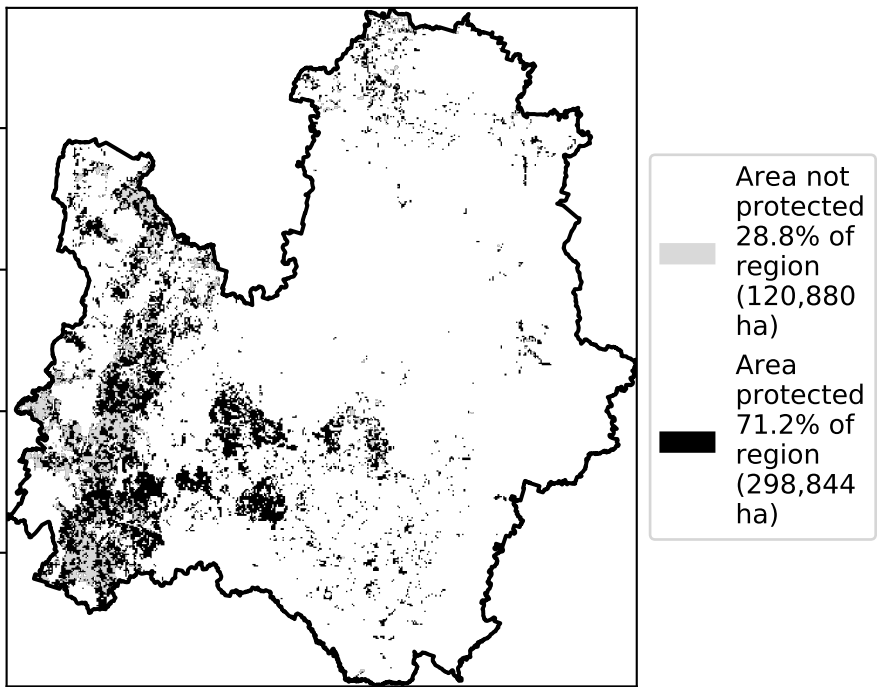 Area not
protected
28.8% of
region
(120,880
ha)
Area
protected
71.2% of
region
(298,844
ha)